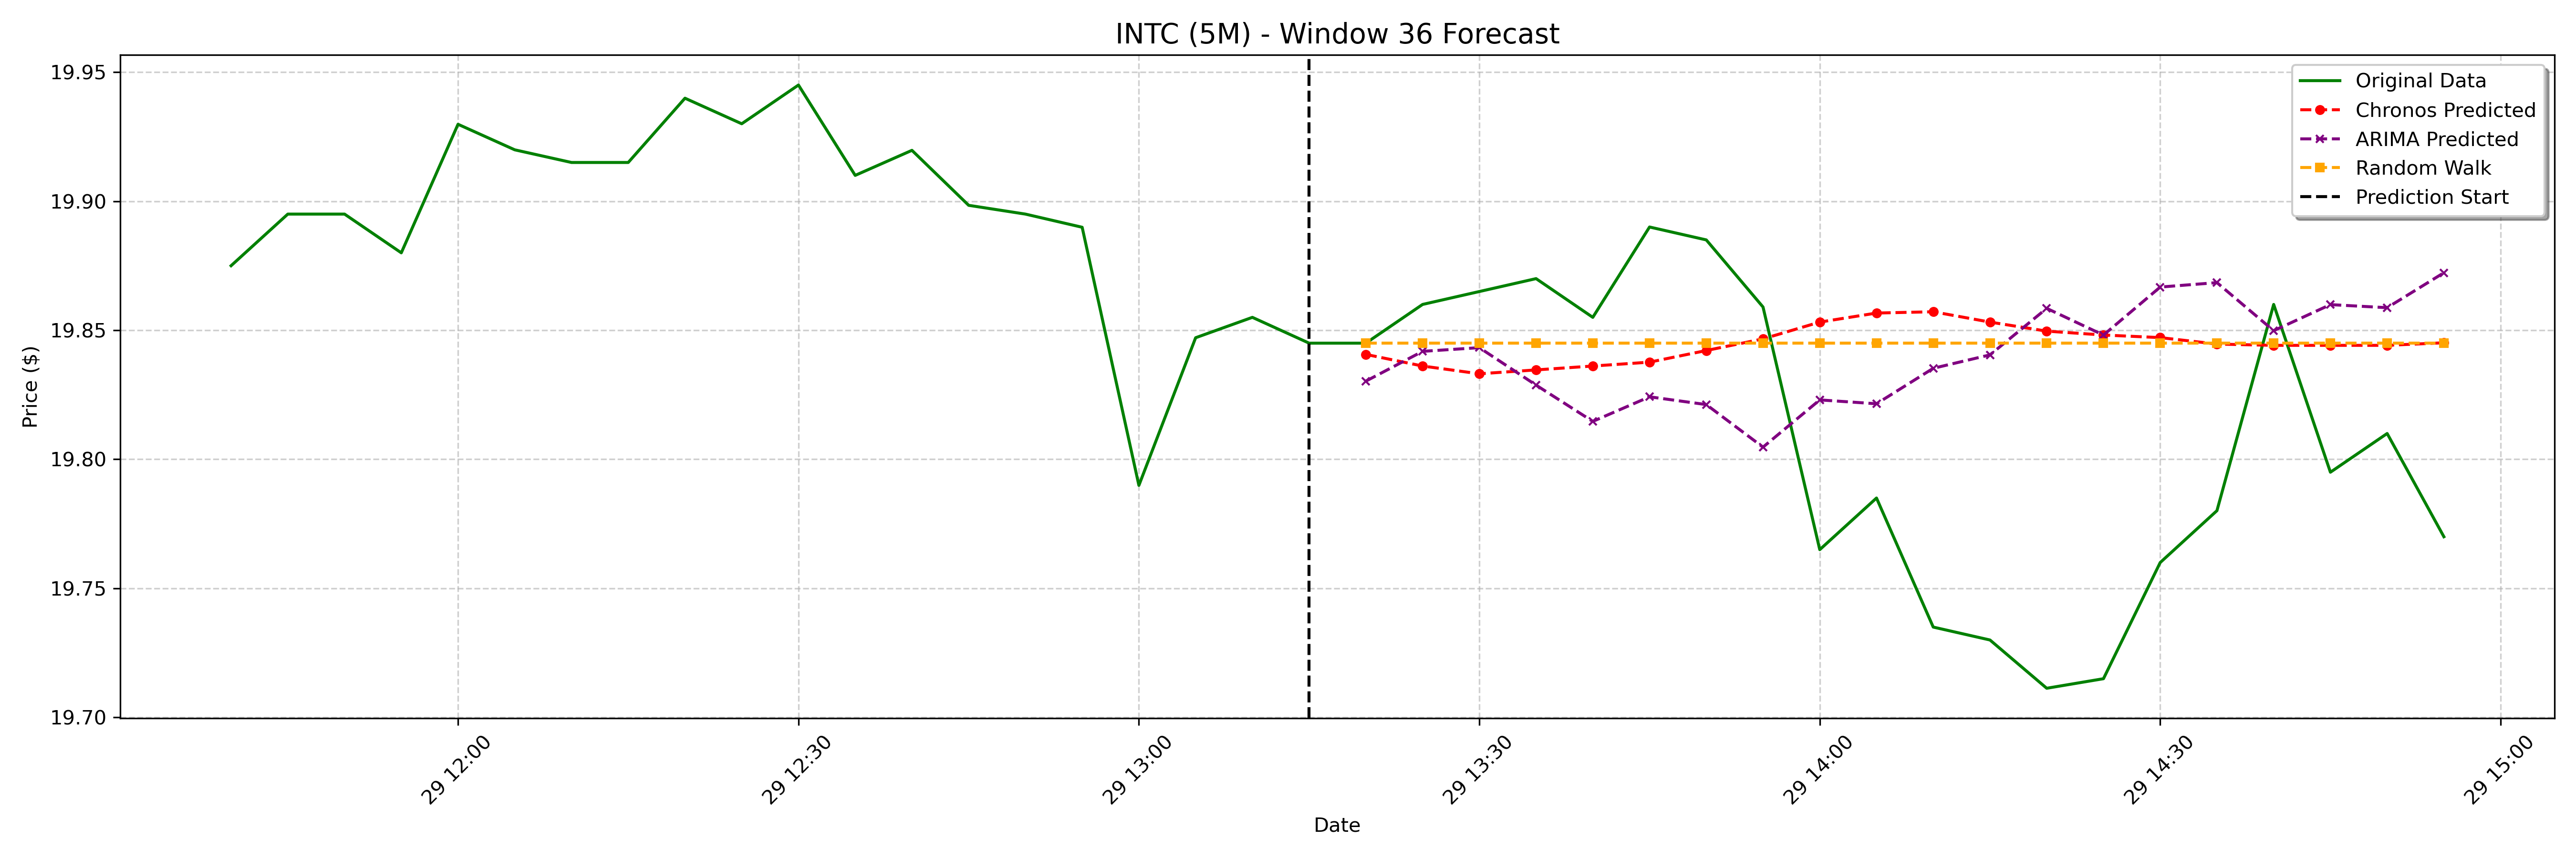 INTC (5M) - Window 36 Forecast
Original Data
Chronos Predicted
ARIMA Predicted
Random Walk
Prediction Start
Price ($)
19.95
19.90
19.85
19.80
19.75
19.70
29 12:00
29 12:30
29 13:00
29 13:30
29 14:00
29 14:30
29 15:00
Date